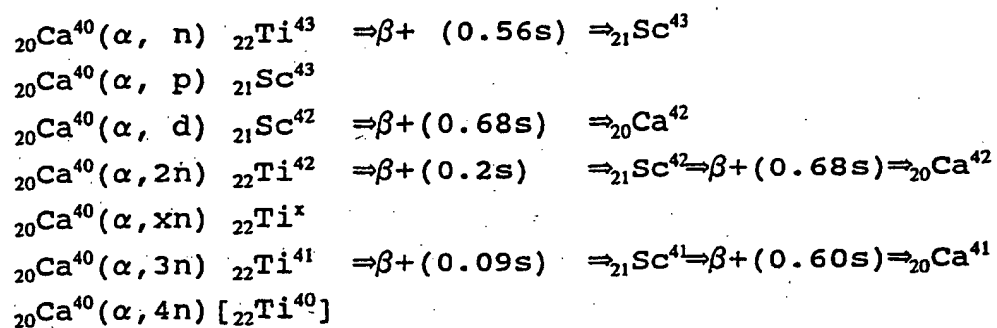 ₂₀Ca⁴⁰(α, n) ₂₂Ti⁴³ ⇒β+ (0.56s) ⇒₂₁Sc⁴³
₂₀Ca⁴⁰(α, p) ₂₁Sc⁴³
₂₀Ca⁴⁰(α, d) ₂₁Sc⁴² ⇒β+(0.68s) ⇒₂₀Ca⁴²
₂₀Ca⁴⁰(α,2n) ₂₂Ti⁴² ⇒β+(0.2s) ⇒₂₁Sc⁴²⇒β+(0.68s)⇒₂₀Ca⁴²
₂₀Ca⁴⁰(α,xn) ₂₂Tiˣ
₂₀Ca⁴⁰(α,3n) ₂₂Ti⁴¹ ⇒β+(0.09s) ⇒₂₁Sc⁴¹⇒β+(0.60s)⇒₂₀Ca⁴¹
₂₀Ca⁴⁰(α,4n) [₂₂Ti⁴⁰]